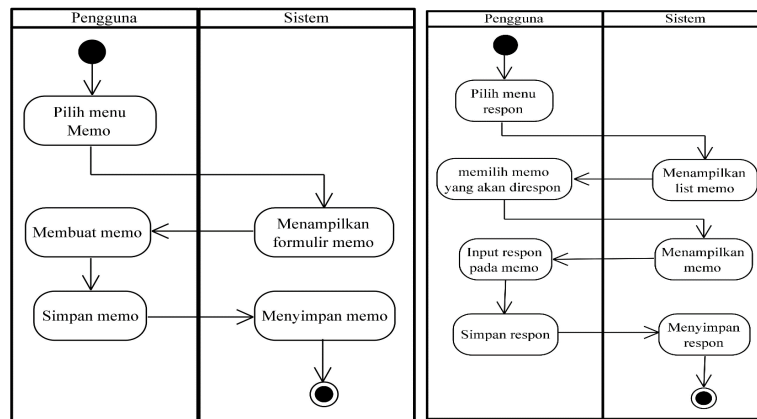 Pengguna
Sistem
Pilih menu
Memo
Menampilkan
formulir memo
Membuat memo
Simpan memo
Menyimpan memo
Pengguna
Sistem
Pilih menu
respon
Menampilkan
list memo
memilih memo
yang akan direspon
Menampilkan
memo
Input respon
pada memo
Simpan respon
Menyimpan
respon